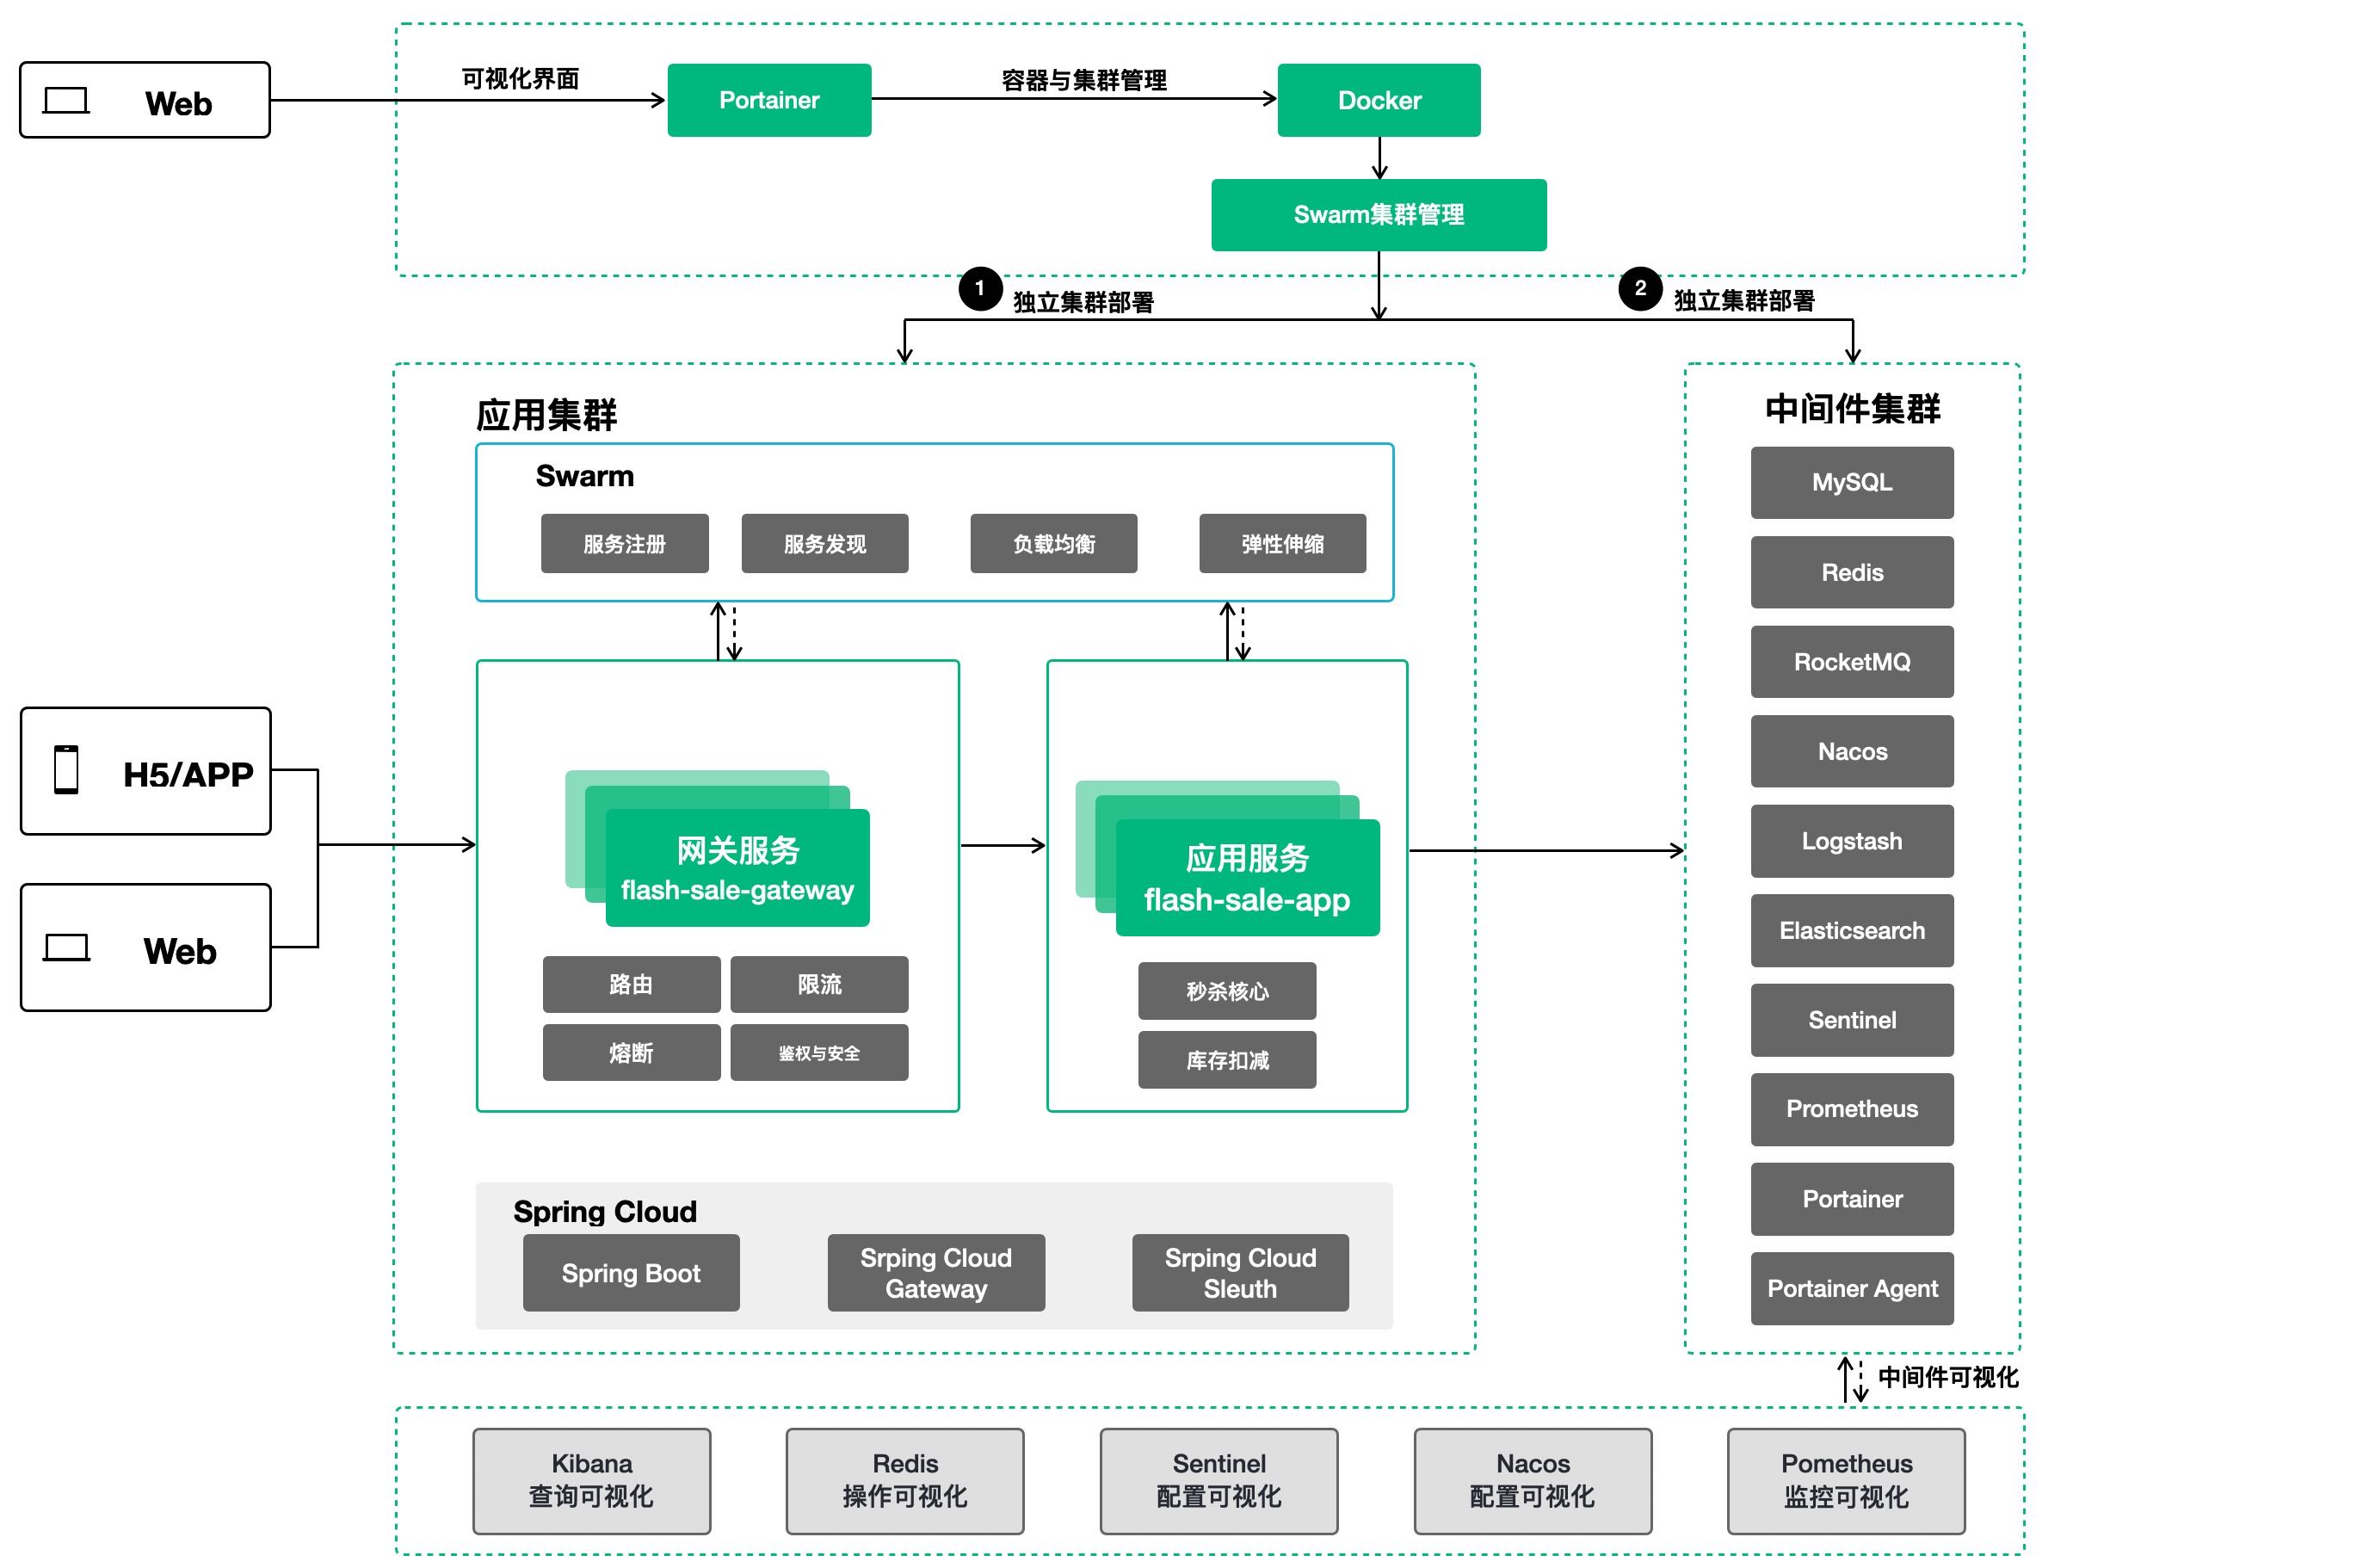 Web
可视化界面
Portainer
容器与集群管理
Docker
Swarm集群管理
1
独立集群部署
2
独立集群部署
应用集群
Swarm
服务注册
服务发现
负载均衡
弹性伸缩
H5/APP
Web
网关服务
flash-sale-gateway
路由
限流
熔断
鉴权与安全
应用服务
flash-sale-app
秒杀核心
库存扣减
Spring Cloud
Spring Boot
Srping Cloud
Gateway
Srping Cloud
Sleuth
中间件集群
MySQL
Redis
RocketMQ
Nacos
Logstash
Elasticsearch
Sentinel
Prometheus
Portainer
Portainer Agent
中间件可视化
Kibana
查询可视化
Redis
操作可视化
Sentinel
配置可视化
Nacos
配置可视化
Pometheus
监控可视化